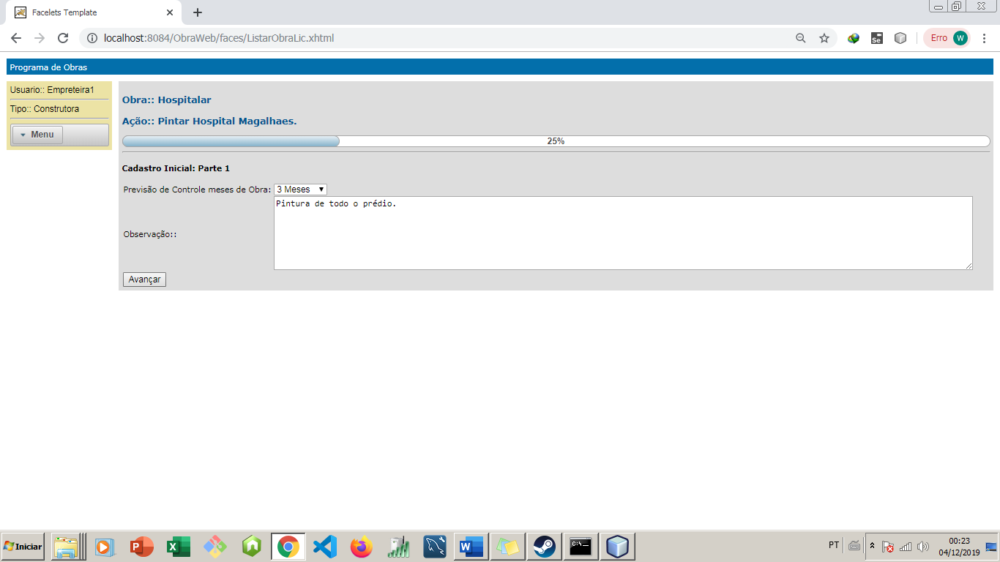 Facelets Template
localhost:8084/ObraWeb/faces/ListarObraLic.xhtml
Se
Erro
W
Programa de Obras
Usuario:: Empreteira1
Tipo:: Construtora
Menu
Obra:: Hospitalar
Ação:: Pintar Hospital Magalhaes.
25%
Cadastro Inicial: Parte 1
Previsão de Controle meses de Obra: 3 Meses
Pintura de todo o prédio.
Observação::
Avançar
Iniciar
PT
00:23
04/12/2019